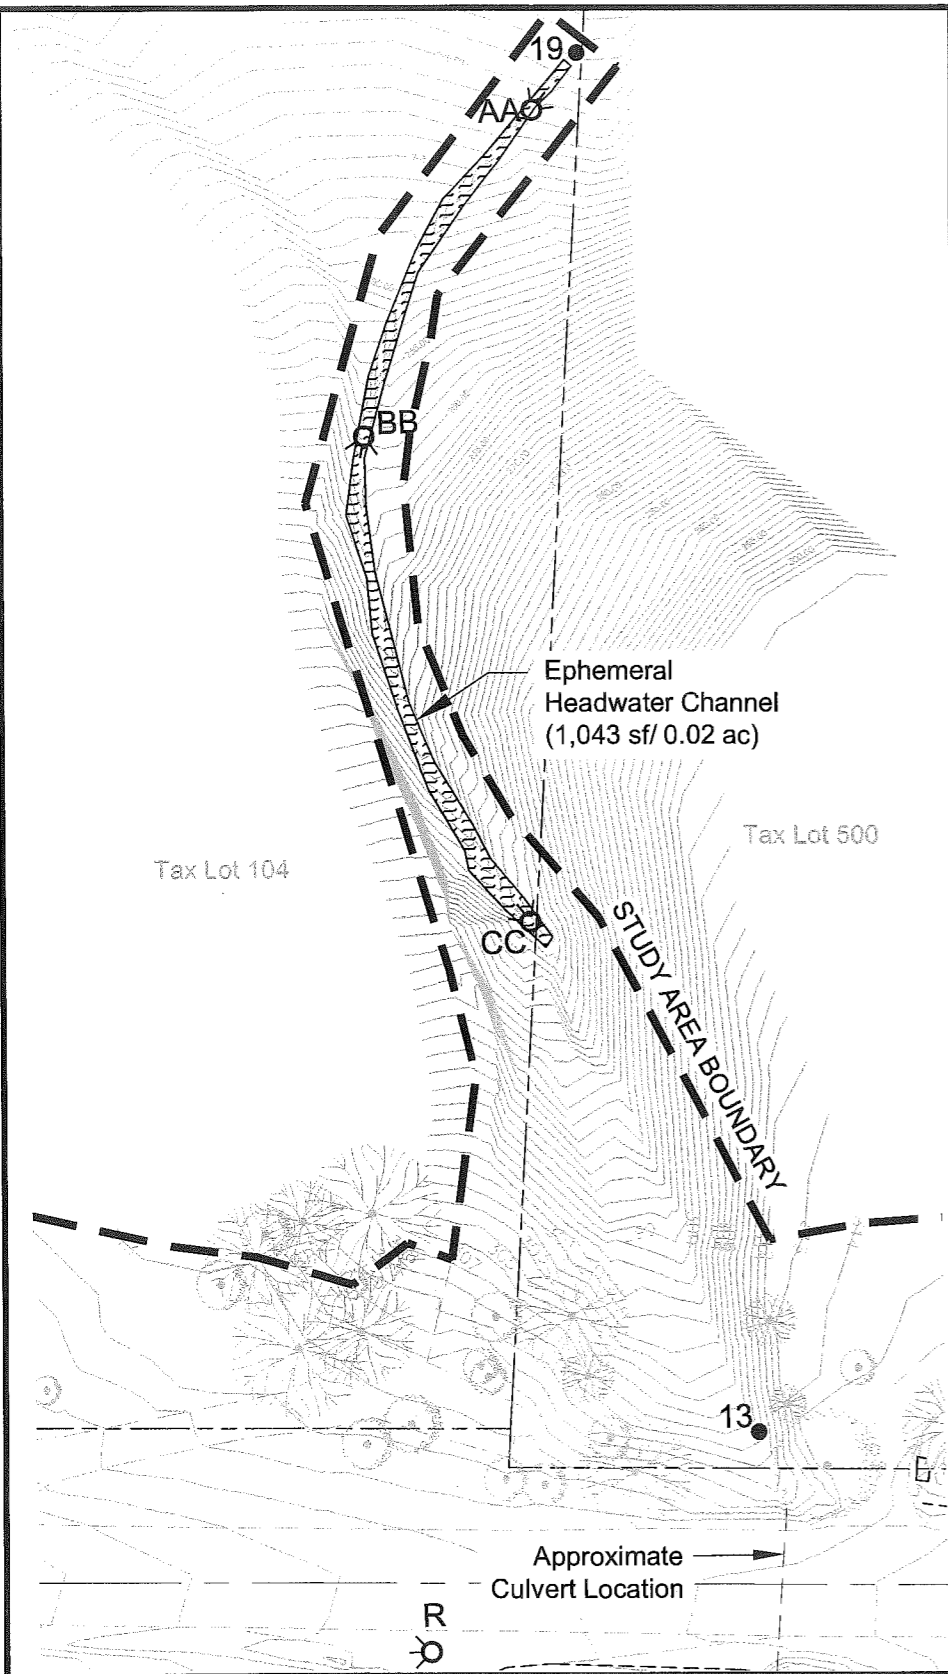 19
AA
BB
Ephemeral
Headwater Channel
(1,043 sf/ 0.02 ac)
Tax Lot 500
Tax Lot 104
CC
STUDY AREA BOUNDARY
13
Approximate
Culvert Location
R